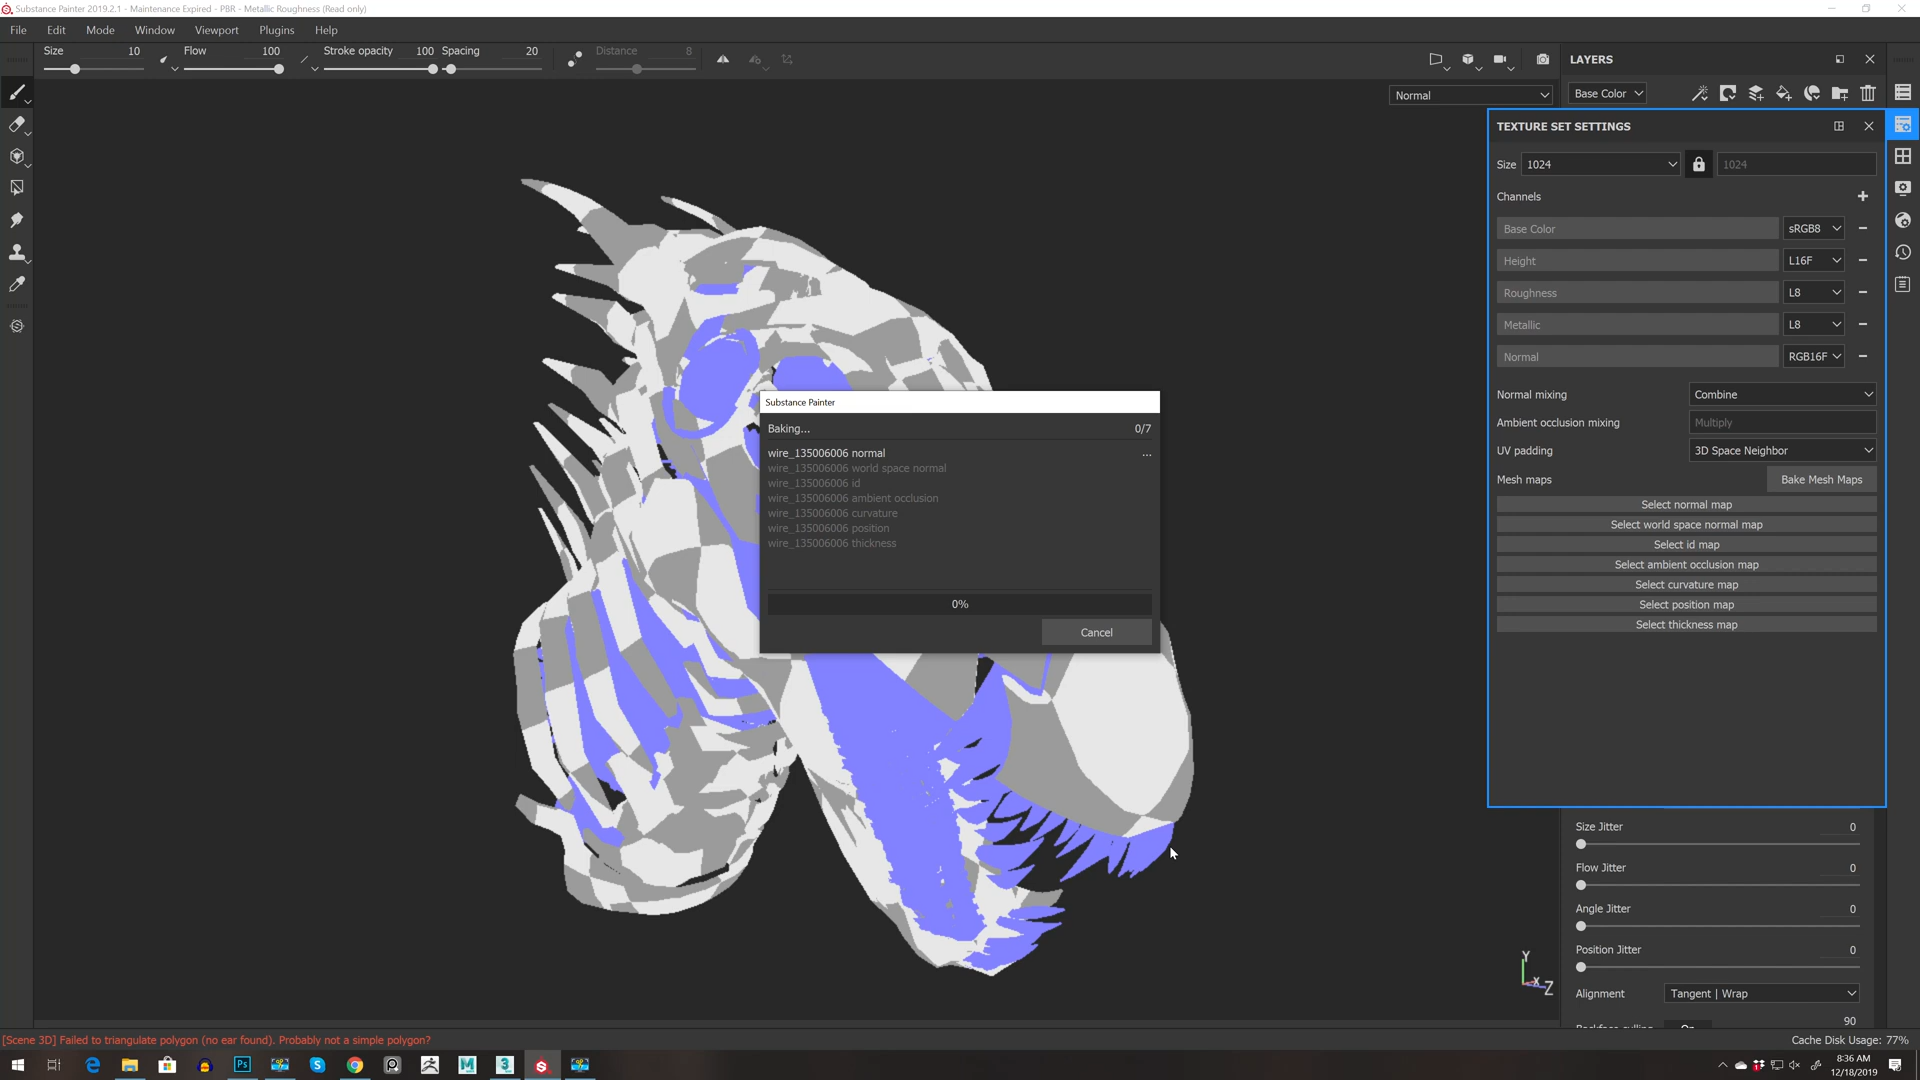 Substance Painter 2019.2.1 - Maintenance Expired - PBR - Metallic Roughness (Read only)
File Edit Mode Window Viewport Plugins Help
Size 10 Flow 100 Stroke opacity 100 Spacing 20 Distance 8
LAYERS
Normal
Base Color
TEXTURE SET SETTINGS
Size 1024 1024
Channels
Base Color sRGB8
Height L16F
Roughness L8
Metallic L8
Normal RGB16F
Normal mixing Combine
Ambient occlusion mixing Multiply
UV padding 3D Space Neighbor
Mesh maps Bake Mesh Maps
Select normal map
Select world space normal map
Select id map
Select ambient occlusion map
Select curvature map
Select position map
Select thickness map
Substance Painter
Baking... 0/7
wire_135006006 normal ...
wire_135006006 world space normal
wire_135006006 id
wire_135006006 ambient occlusion
wire_135006006 curvature
wire_135006006 position
wire_135006006 thickness
0%
Cancel
Size Jitter 0
Flow Jitter 0
Angle Jitter 0
Position Jitter 0
Alignment Tangent | Wrap
Backface culling On 90
Y
X
Z
[Scene 3D] Failed to triangulate polygon (no ear found). Probably not a simple polygon?
Cache Disk Usage: 77%
Ps
M
3
8:36 AM
12/18/2019